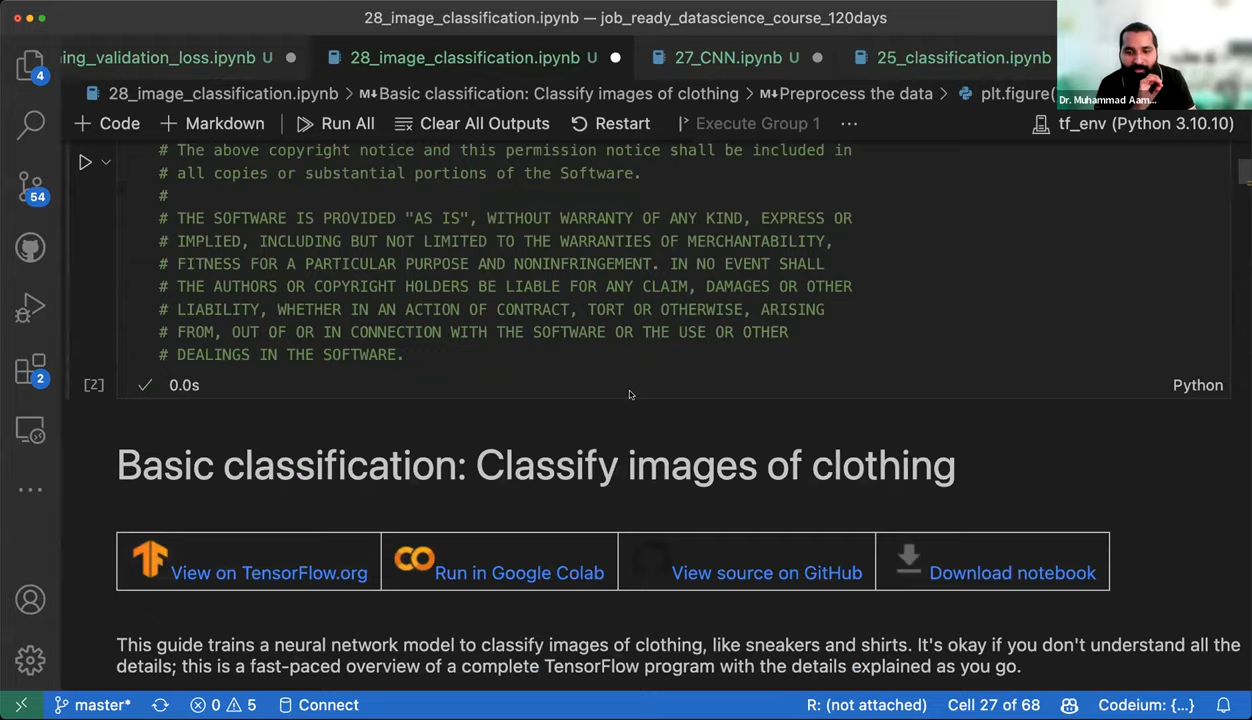 28_image_classification.ipynb — job_ready_datascience_course_120days
ing_validation_loss.ipynb U
28_image_classification.ipynb U
27_CNN.ipynb U
25_classification.ipynb
28_image_classification.ipynb > M↓Basic classification: Classify images of clothing > M↓Preprocess the data > plt.figure(
Dr. Muhammad Aam...
+ Code + Markdown Run All Clear All Outputs Restart Execute Group 1 ... tf_env (Python 3.10.10)
4
54
2
# The above copyright notice and this permission notice shall be included in
# all copies or substantial portions of the Software.
#
# THE SOFTWARE IS PROVIDED "AS IS", WITHOUT WARRANTY OF ANY KIND, EXPRESS OR
# IMPLIED, INCLUDING BUT NOT LIMITED TO THE WARRANTIES OF MERCHANTABILITY,
# FITNESS FOR A PARTICULAR PURPOSE AND NONINFRINGEMENT. IN NO EVENT SHALL
# THE AUTHORS OR COPYRIGHT HOLDERS BE LIABLE FOR ANY CLAIM, DAMAGES OR OTHER
# LIABILITY, WHETHER IN AN ACTION OF CONTRACT, TORT OR OTHERWISE, ARISING
# FROM, OUT OF OR IN CONNECTION WITH THE SOFTWARE OR THE USE OR OTHER
# DEALINGS IN THE SOFTWARE.
[2] ✓ 0.0s Python
Basic classification: Classify images of clothing
View on TensorFlow.org Run in Google Colab View source on GitHub Download notebook
This guide trains a neural network model to classify images of clothing, like sneakers and shirts. It's okay if you don't understand all the
details; this is a fast-paced overview of a complete TensorFlow program with the details explained as you go.
master* 0 5 Connect R: (not attached) Cell 27 of 68 Codeium: {...}